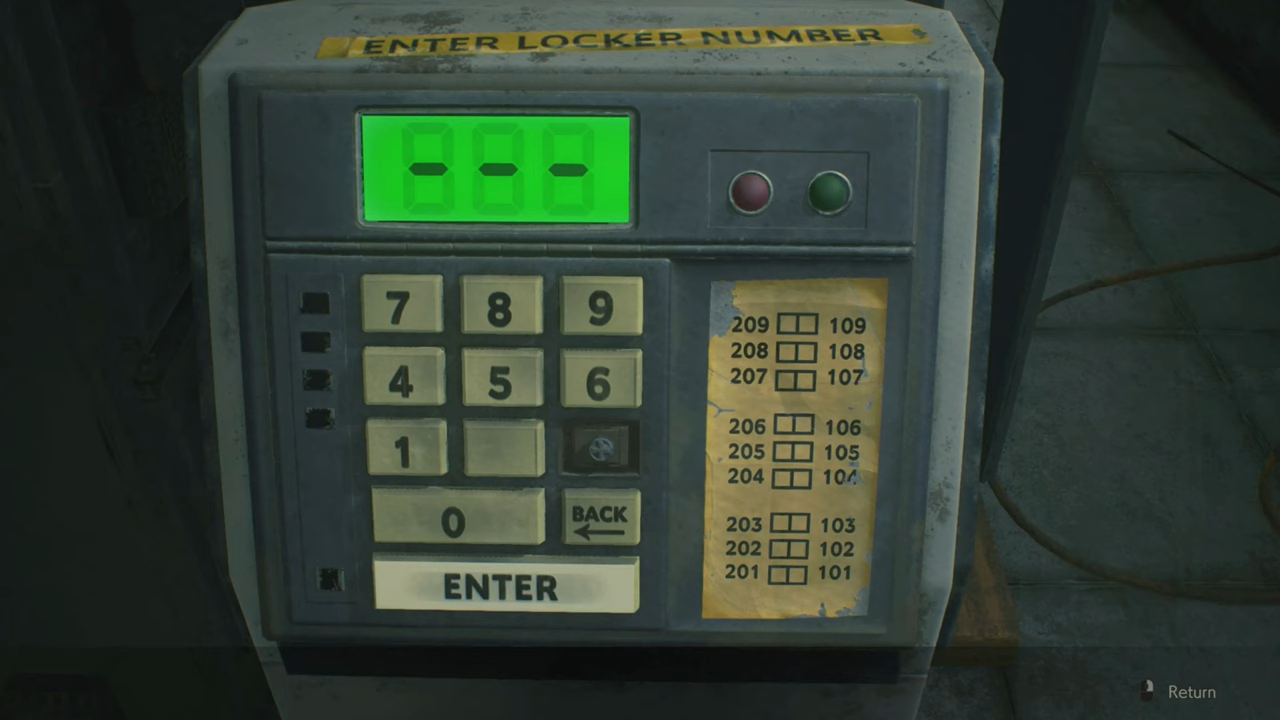 ENTER LOCKER NUMBER
- - -
7 8 9
4 5 6
1
0 BACK
ENTER
209 109
208 108
207 107
206 106
205 105
204 104
203 103
202 102
201 101
Return